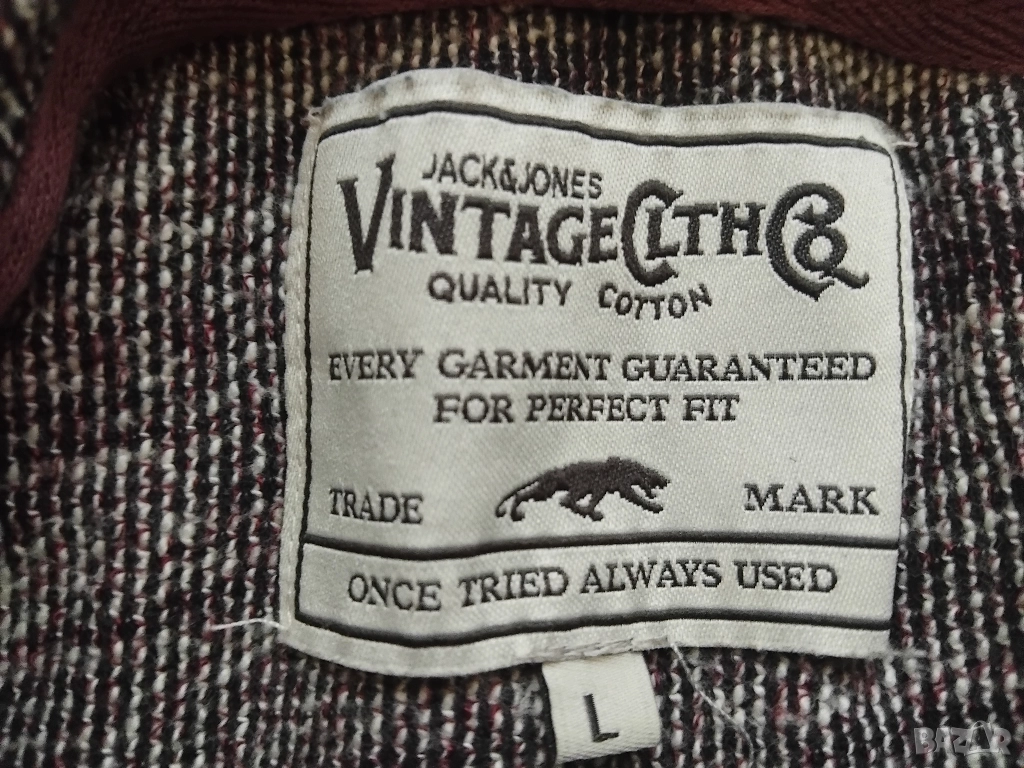 JACK&JONES
VINTAGE CLTH CO
QUALITY COTTON
EVERY GARMENT GUARANTEED
FOR PERFECT FIT
TRADE MARK
ONCE TRIED ALWAYS USED
L
BAZAR